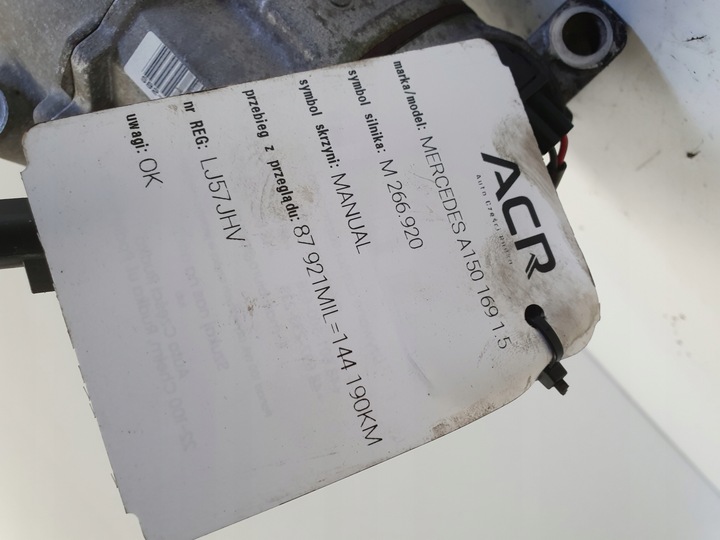 ACR
marka/model: MERCEDES A150 169 1.5
symbol silnika: M 266.920
symbol skrzyni: MANUAL
przebieg z przeglądu: 87 921MIL = 144 190KM
nr REG: LJ57JHV
uwagi: OK